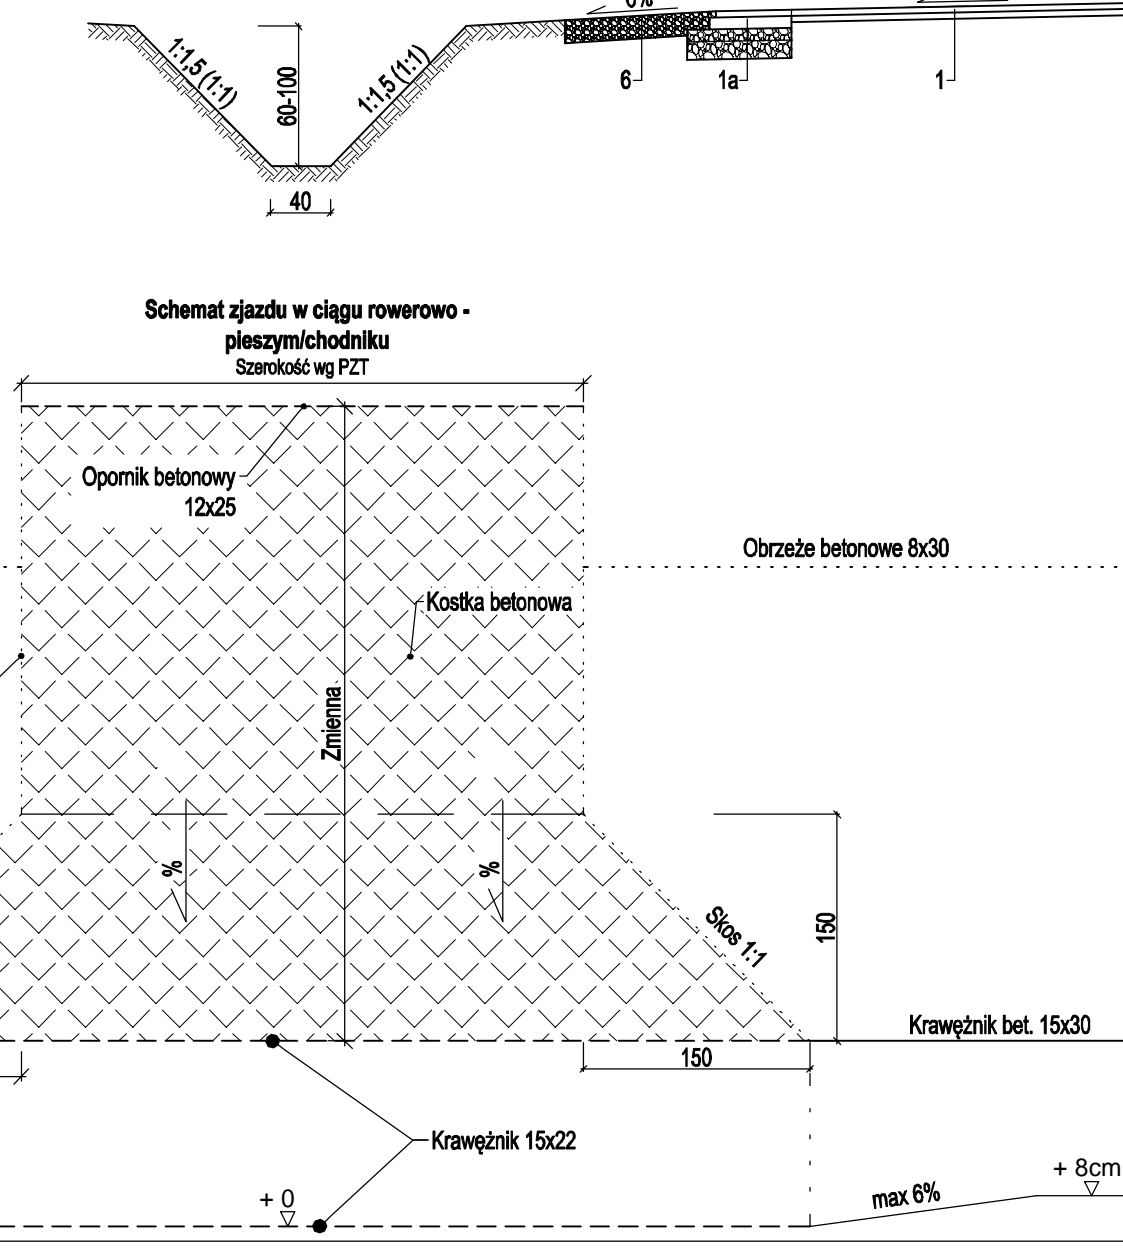 6%
1:1,5 (1:1)
60-100
1:1,5 (1:1)
6
1a
1
40
Schemat zjazdu w ciągu rowerowo -
pieszym/chodniku
Szerokość wg PZT
Opornik betonowy
12x25
Obrzeże betonowe 8x30
Kostka betonowa
Zmienna
%
%
Skos 1:1
150
Krawężnik bet. 15x30
150
Krawężnik 15x22
+ 0
max 6%
+ 8cm